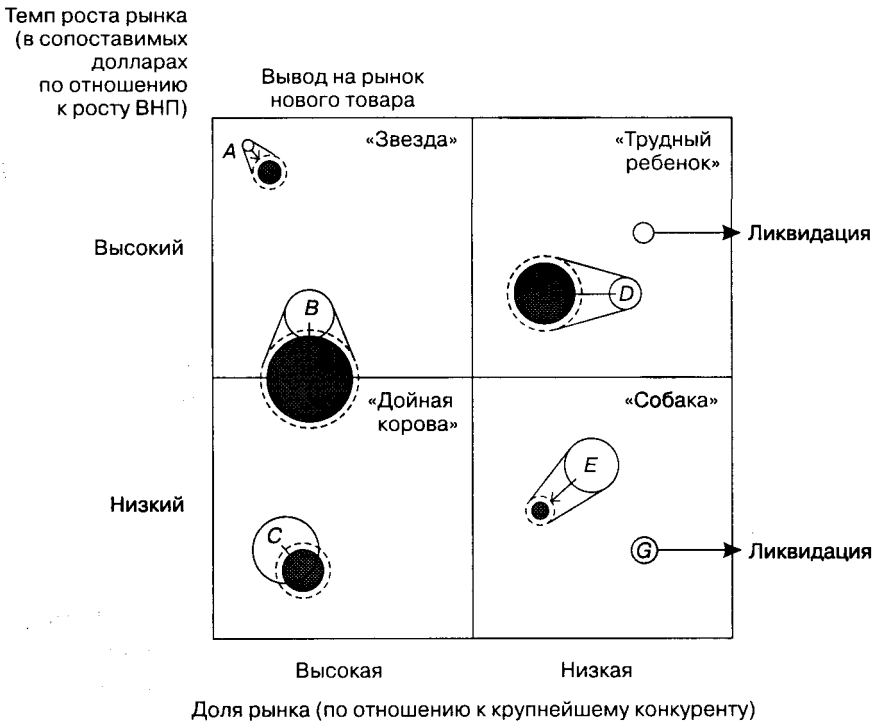 Темп роста рынка
(в сопоставимых
долларах
по отношению
к росту ВНП)
Вывод на рынок
нового товара
«Звезда»
«Трудный
ребенок»
A
Высокий
Ликвидация
B
D
«Дойная
корова»
«Собака»
E
Низкий
C
G
Ликвидация
Высокая
Низкая
Доля рынка (по отношению к крупнейшему конкуренту)